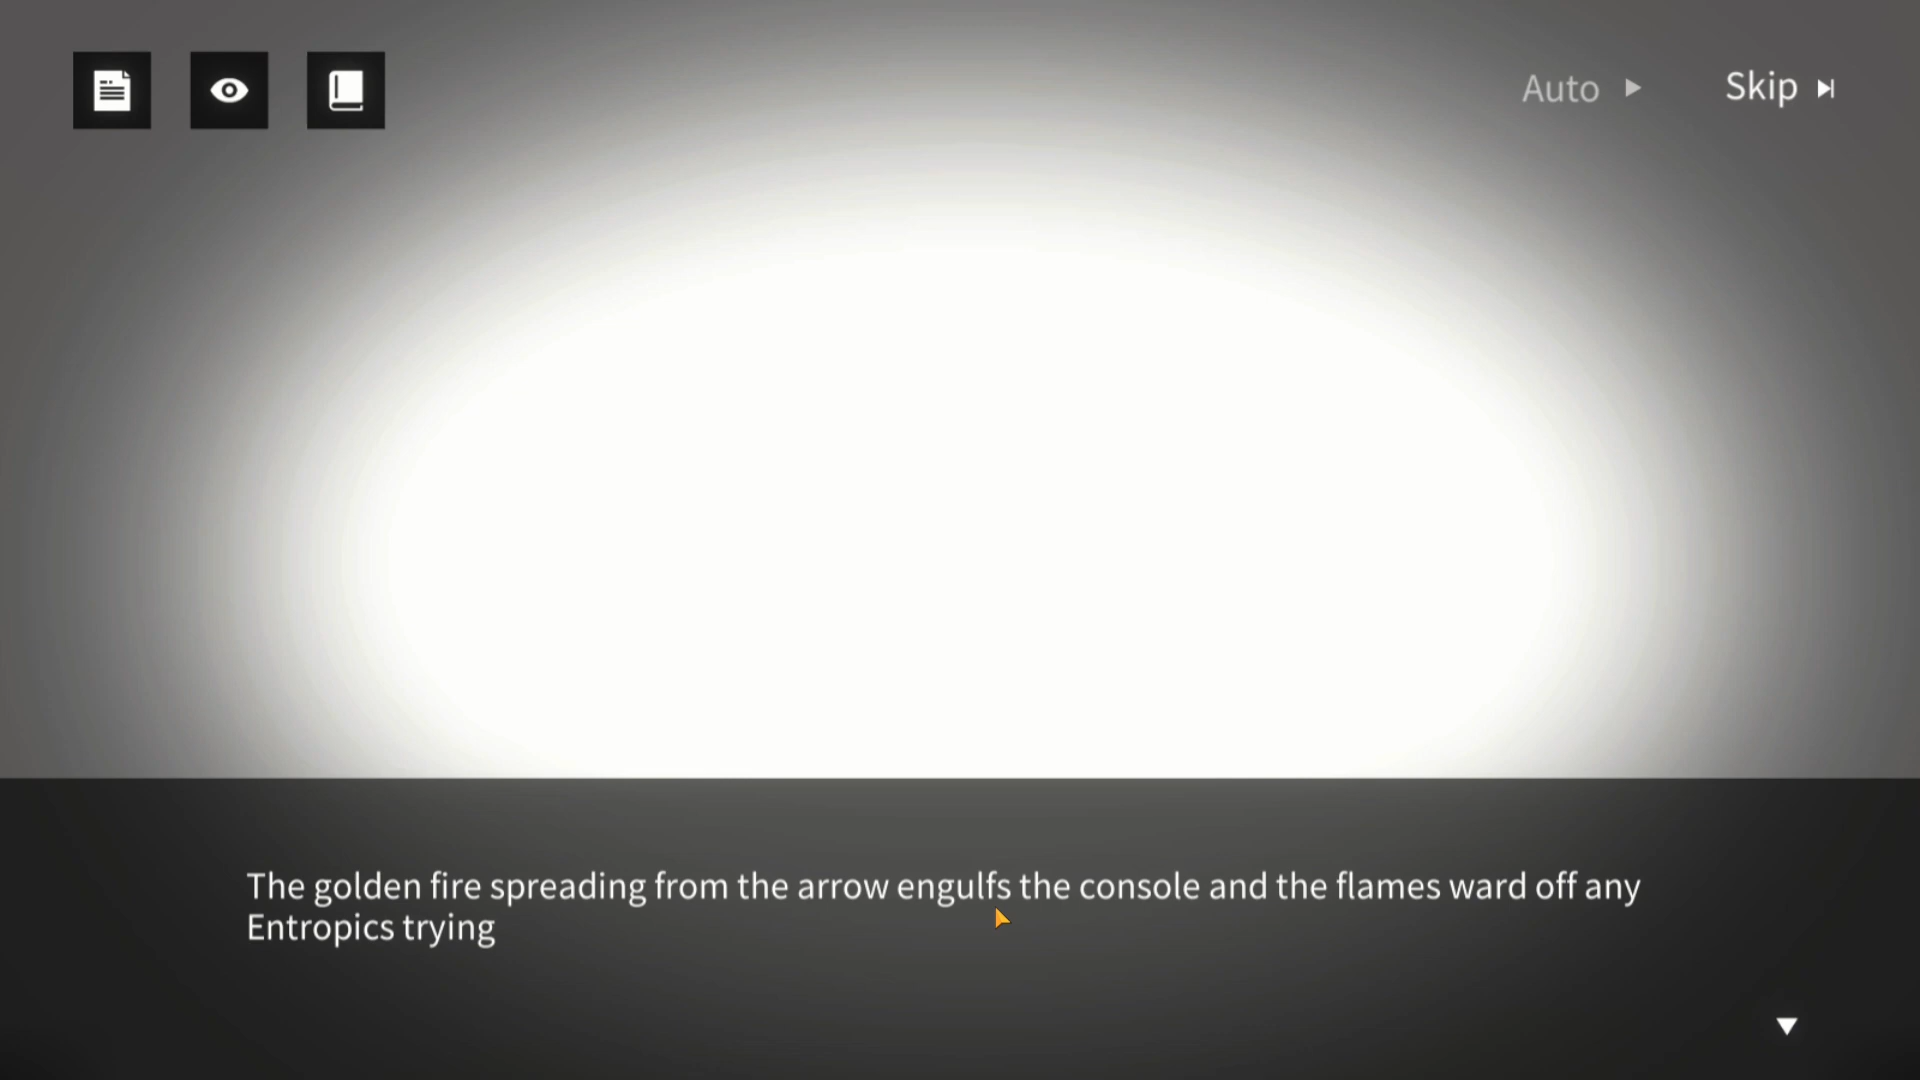 Auto
Skip
The golden fire spreading from the arrow engulfs the console and the flames ward off any
Entropics trying